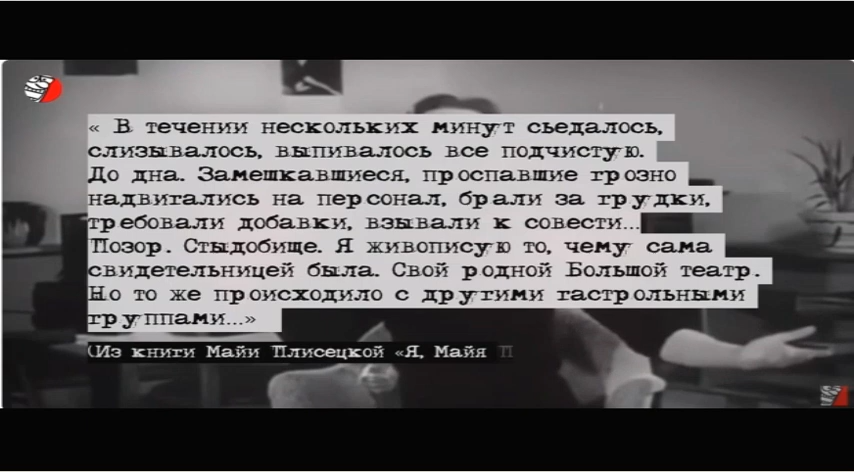 « В течении нескольких минут сьедалось,
слизывалось, выпивалось все подчистую.
До дна. Замешкавшиеся, проспавшие грозно
надвигались на персонал, брали за грудки,
требовали добавки, взывали к совести...
Позор. Стыдобище. Я живописую то, чему сама
свидетельницей была. Свой родной Большой театр.
Но то же происходило с другими гастрольными
группами...»
(Из книги Майи Плисецкой «Я, Майя П